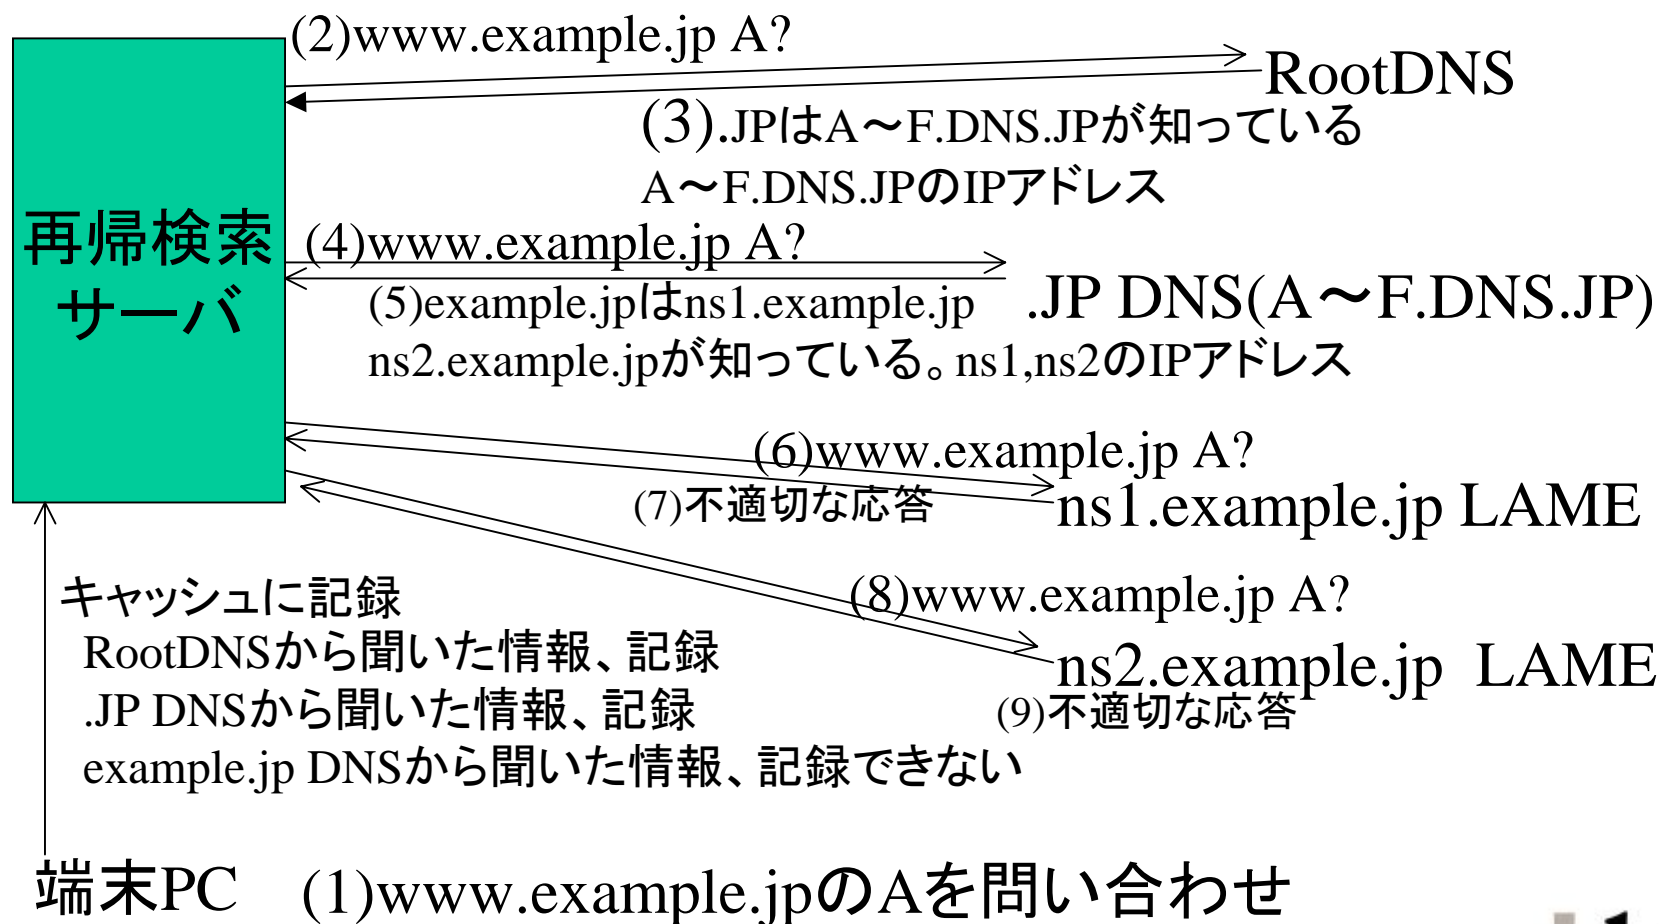 (2)www.example.jp A?
RootDNS
(3).JPはA～F.DNS.JPが知っている
A～F.DNS.JPのIPアドレス
再帰検索
サーバ
(4)www.example.jp A?
(5)example.jpはns1.example.jp
.JP DNS(A～F.DNS.JP)
ns2.example.jpが知っている。ns1,ns2のIPアドレス
(6)www.example.jp A?
(7)不適切な応答
ns1.example.jp LAME
(8)www.example.jp A?
ns2.example.jp LAME
(9)不適切な応答
キャッシュに記録
RootDNSから聞いた情報、記録
.JP DNSから聞いた情報、記録
example.jp DNSから聞いた情報、記録できない
端末PC (1)www.example.jpのAを問い合わせ